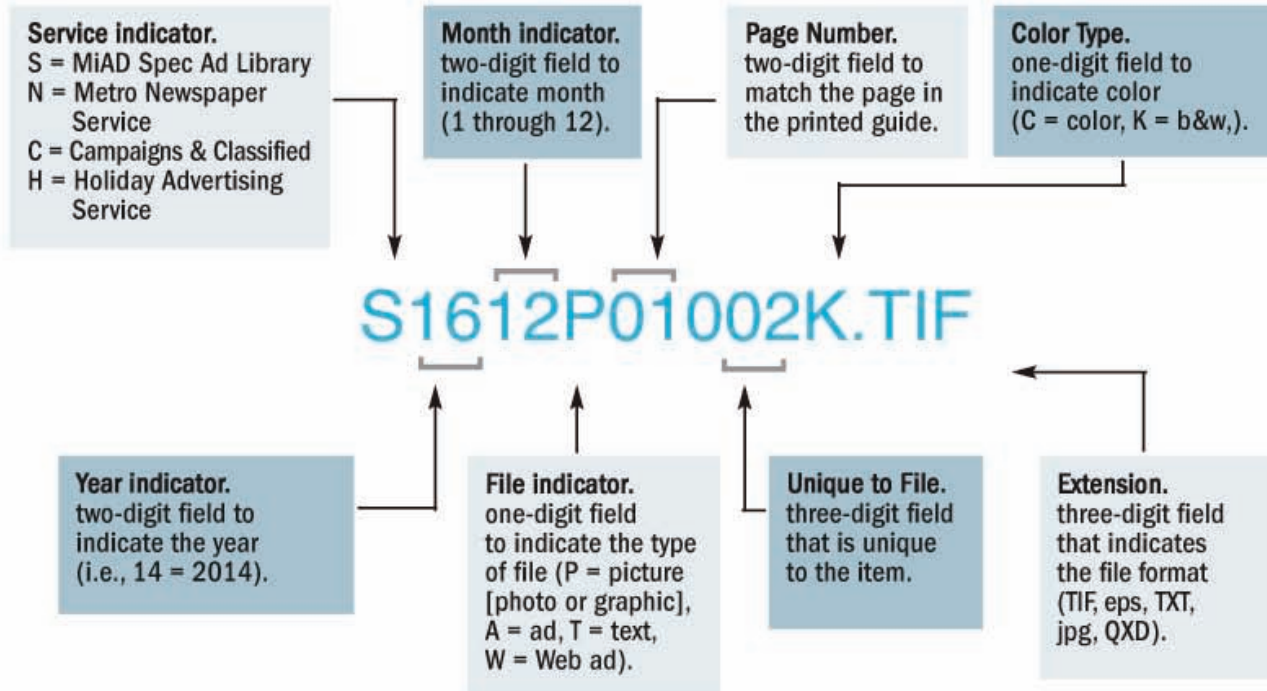 Service indicator.
S = MiAD Spec Ad Library
N = Metro Newspaper
Service
C = Campaigns & Classified
H = Holiday Advertising
Service
Month indicator.
two-digit field to
indicate month
(1 through 12).
Page Number.
two-digit field to
match the page in
the printed guide.
Color Type.
one-digit field to
indicate color
(C = color, K = b&w,).
S1612P01002K.TIF
Year indicator.
two-digit field to
indicate the year
(i.e., 14 = 2014).
File indicator.
one-digit field
to indicate the type
of file (P = picture
[photo or graphic],
A = ad, T = text,
W = Web ad).
Unique to File.
three-digit field
that is unique
to the item.
Extension.
three-digit field
that indicates
the file format
(TIF, eps, TXT,
jpg, QXD).